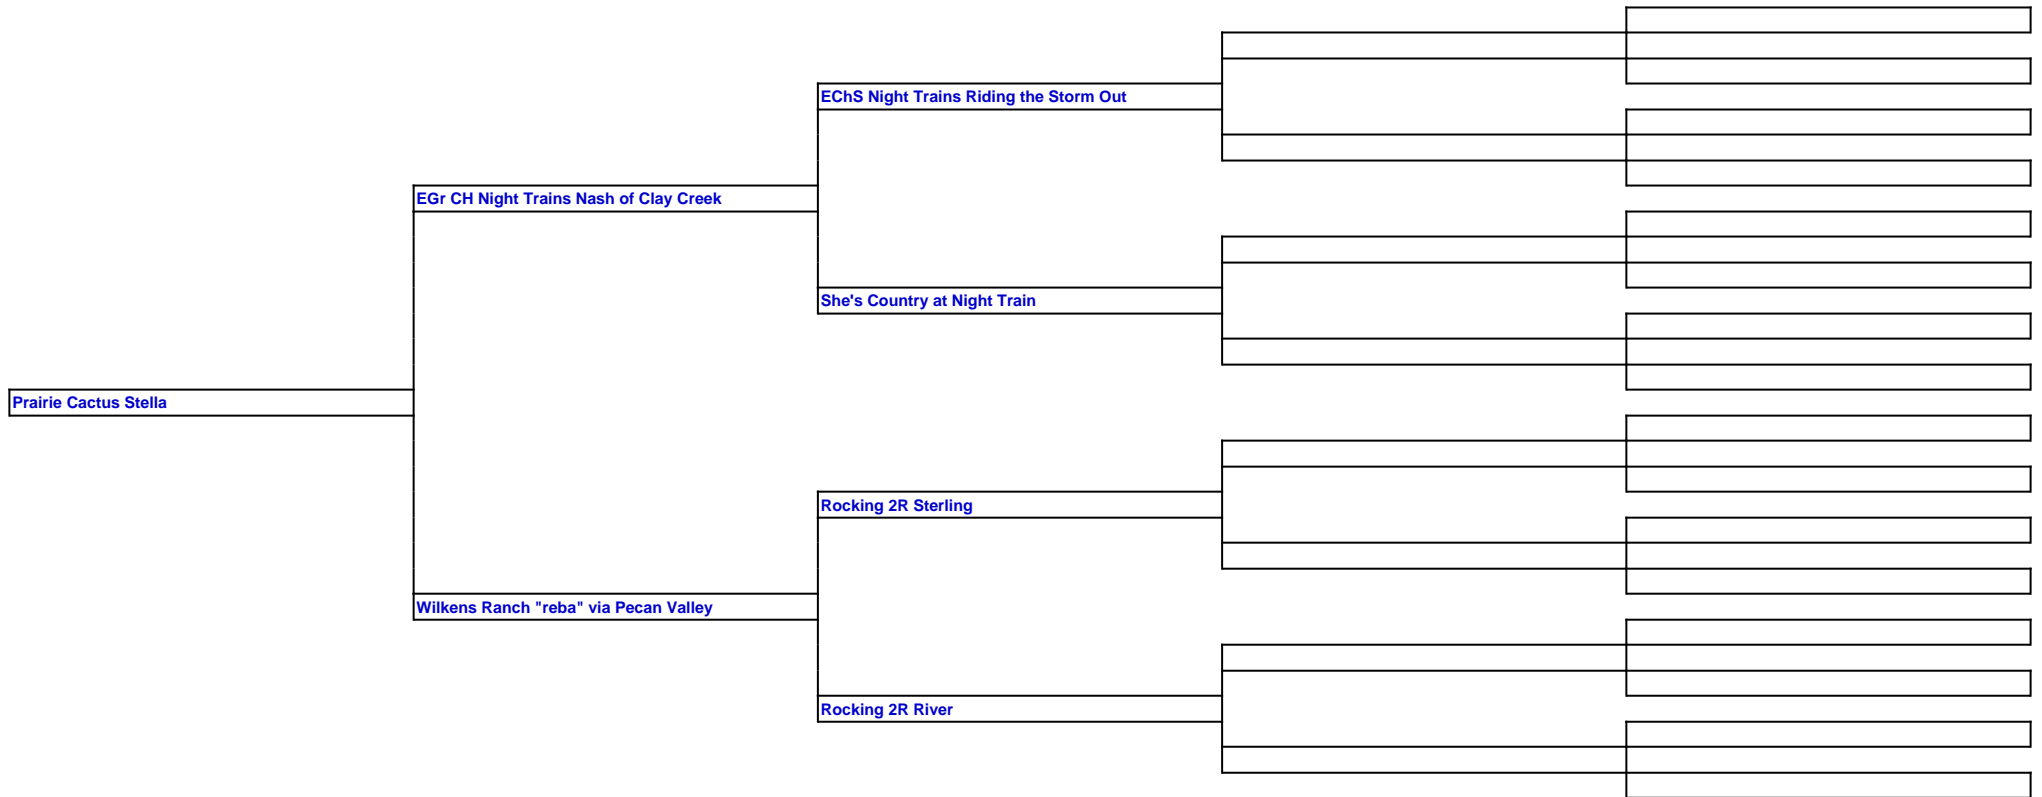 EChS Night Trains Riding the Storm Out
EGr CH Night Trains Nash of Clay Creek
She's Country at Night Train
Prairie Cactus Stella
Rocking 2R Sterling
Wilkens Ranch "reba" via Pecan Valley
Rocking 2R River